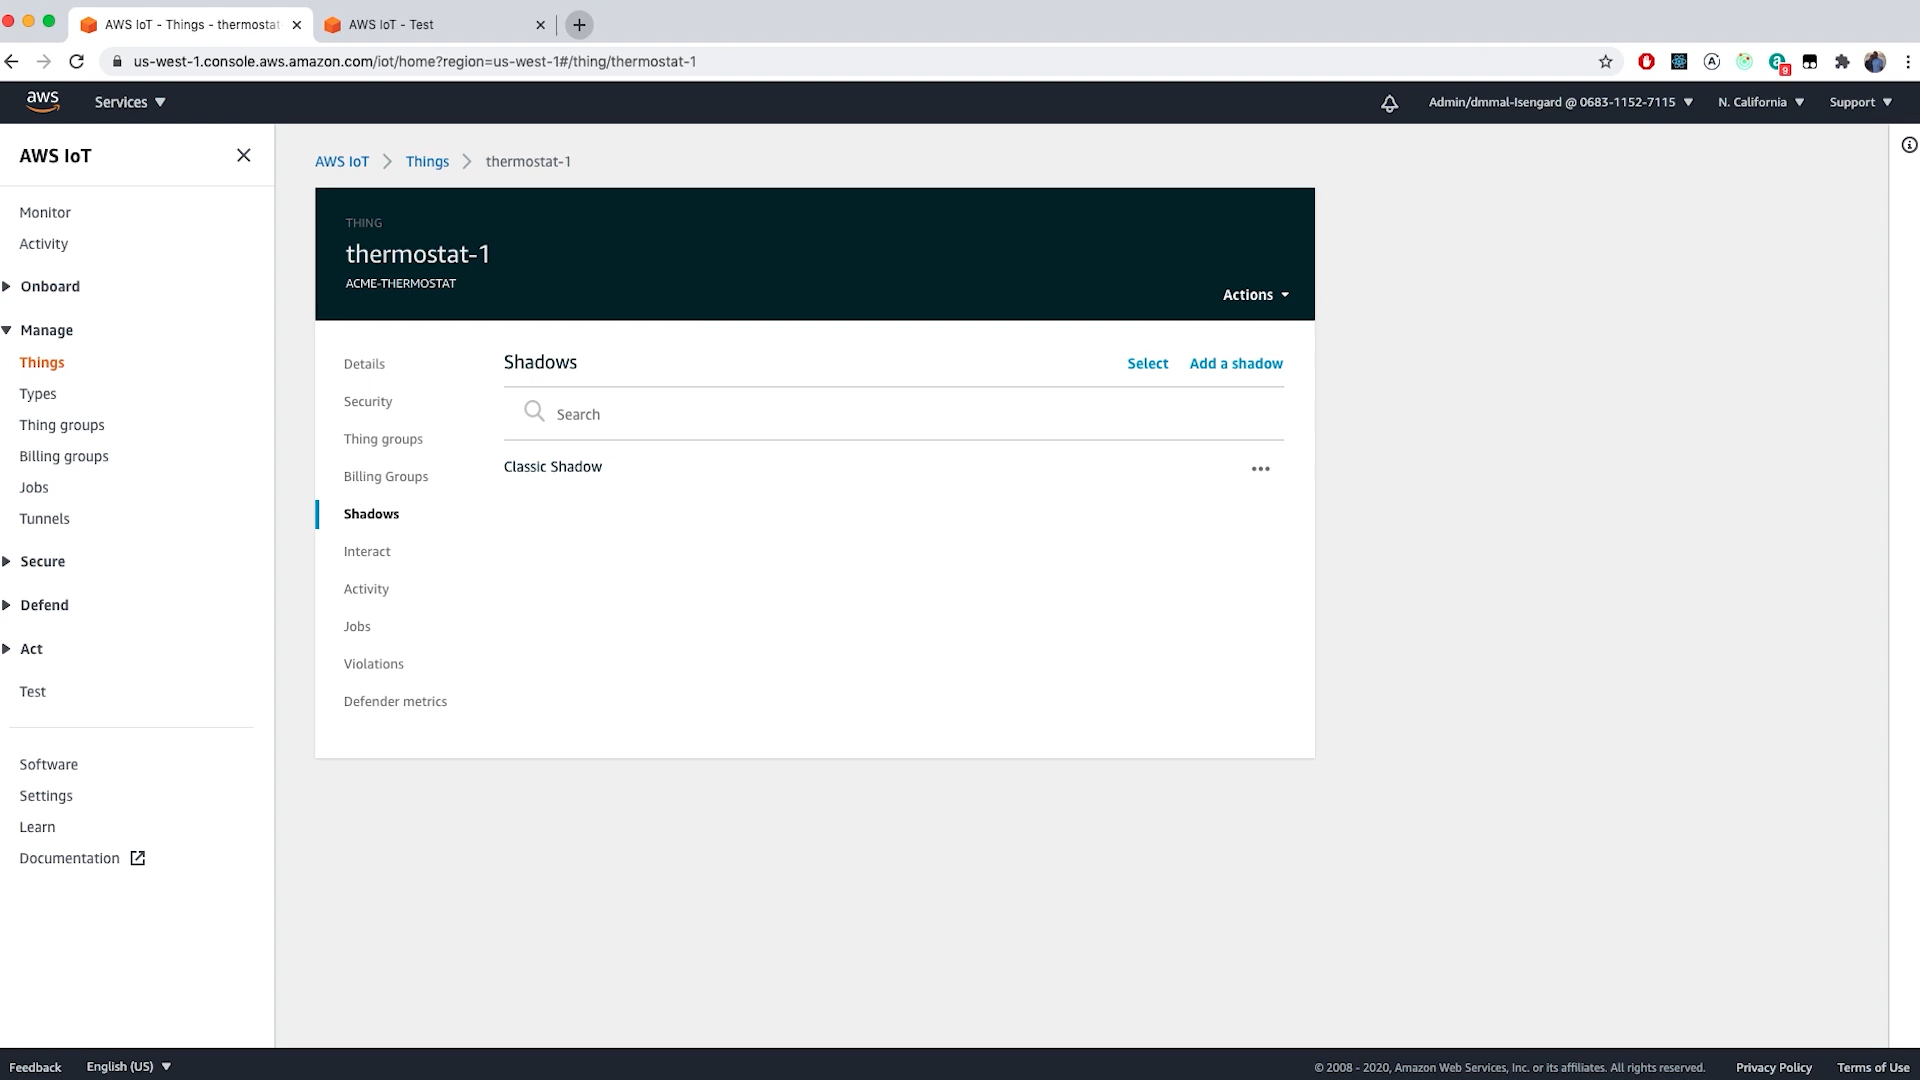 AWS IoT - Things - thermostat
AWS IoT - Test
us-west-1.console.aws.amazon.com/iot/home?region=us-west-1#/thing/thermostat-1
9
aws
Services
Admin/dmmal-Isengard @ 0683-1152-7115
N. California
Support
AWS IoT
Monitor
Activity
Onboard
Manage
Things
Types
Thing groups
Billing groups
Jobs
Tunnels
Secure
Defend
Act
Test
Software
Settings
Learn
Documentation
AWS IoT
Things
thermostat-1
THING
thermostat-1
ACME-THERMOSTAT
Actions
Details
Security
Thing groups
Billing Groups
Shadows
Interact
Activity
Jobs
Violations
Defender metrics
Shadows
Select
Add a shadow
Search
Classic Shadow
Feedback
English (US)
© 2008 - 2020, Amazon Web Services, Inc. or its affiliates. All rights reserved.
Privacy Policy
Terms of Use